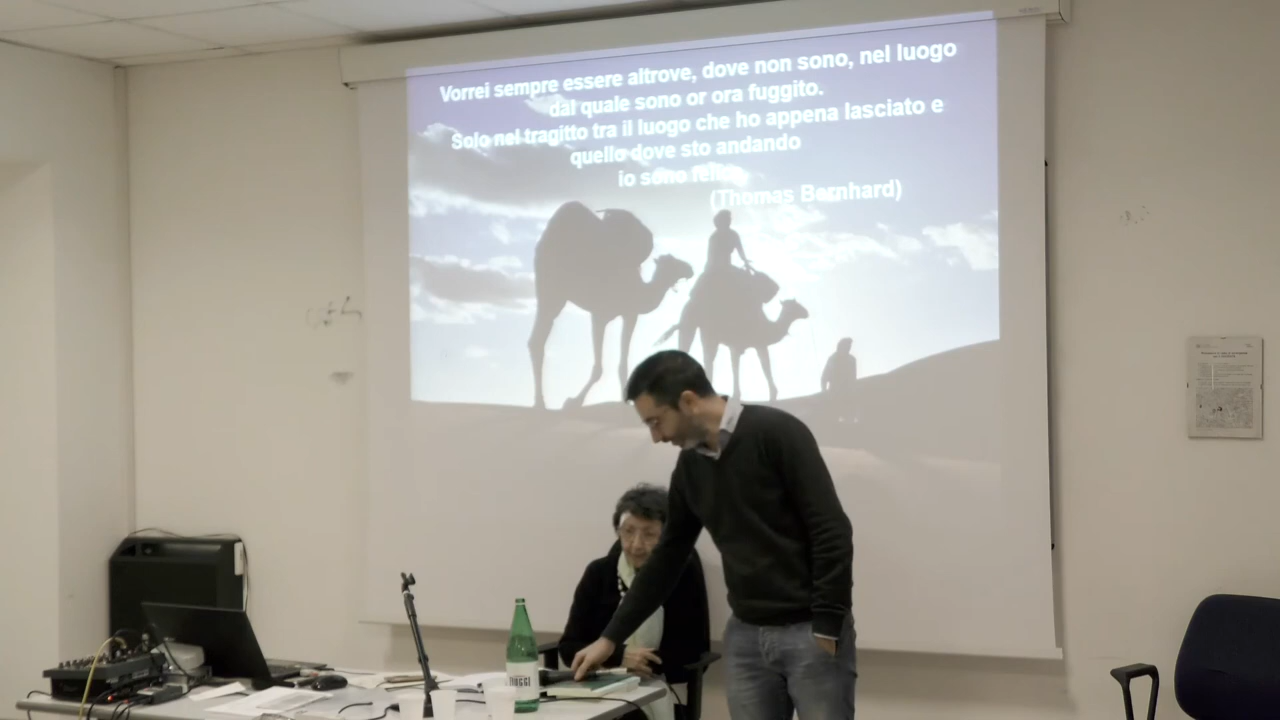 Vorrei sempre essere altrove, dove non sono, nel luogo
dal quale sono or ora fuggito.
Solo nel tragitto tra il luogo che ho appena lasciato e
quello dove sto andando
io sono felice
(Thomas Bernhard)